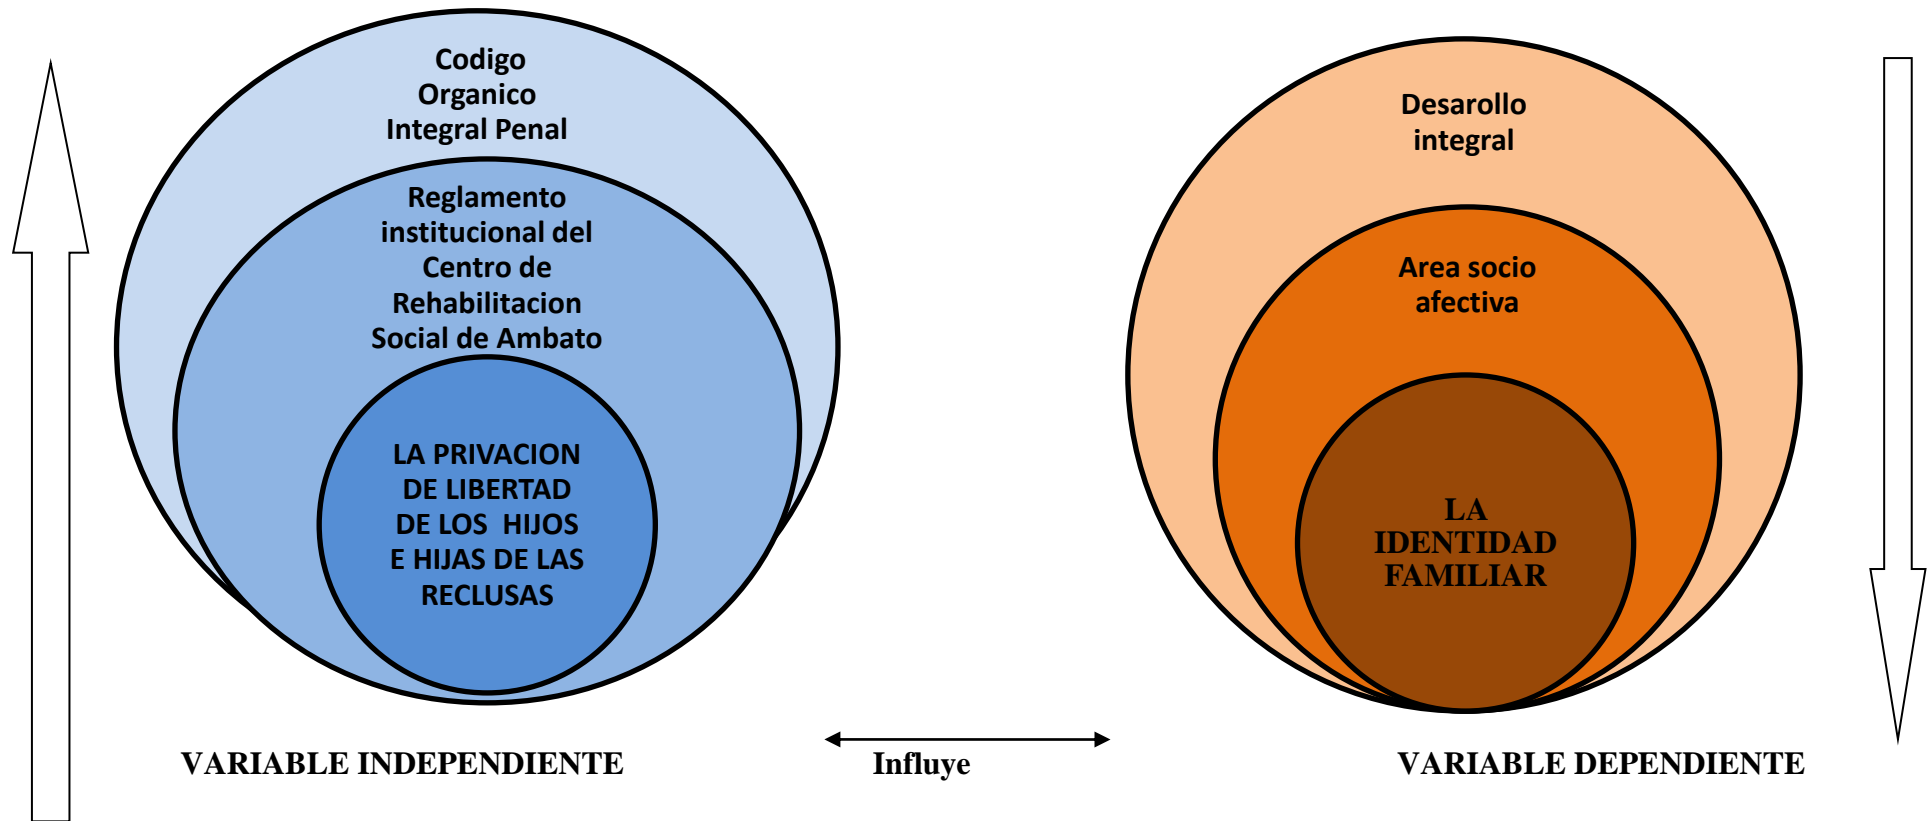 Codigo
Organico
Integral Penal
Reglamento
institucional del
Centro de
Rehabilitacion
Social de Ambato
LA PRIVACION
DE LIBERTAD
DE LOS  HIJOS
E HIJAS DE LAS
RECLUSAS
Desarollo
integral
Area socio
afectiva
LA
IDENTIDAD
FAMILIAR
VARIABLE INDEPENDIENTE
Influye
VARIABLE DEPENDIENTE